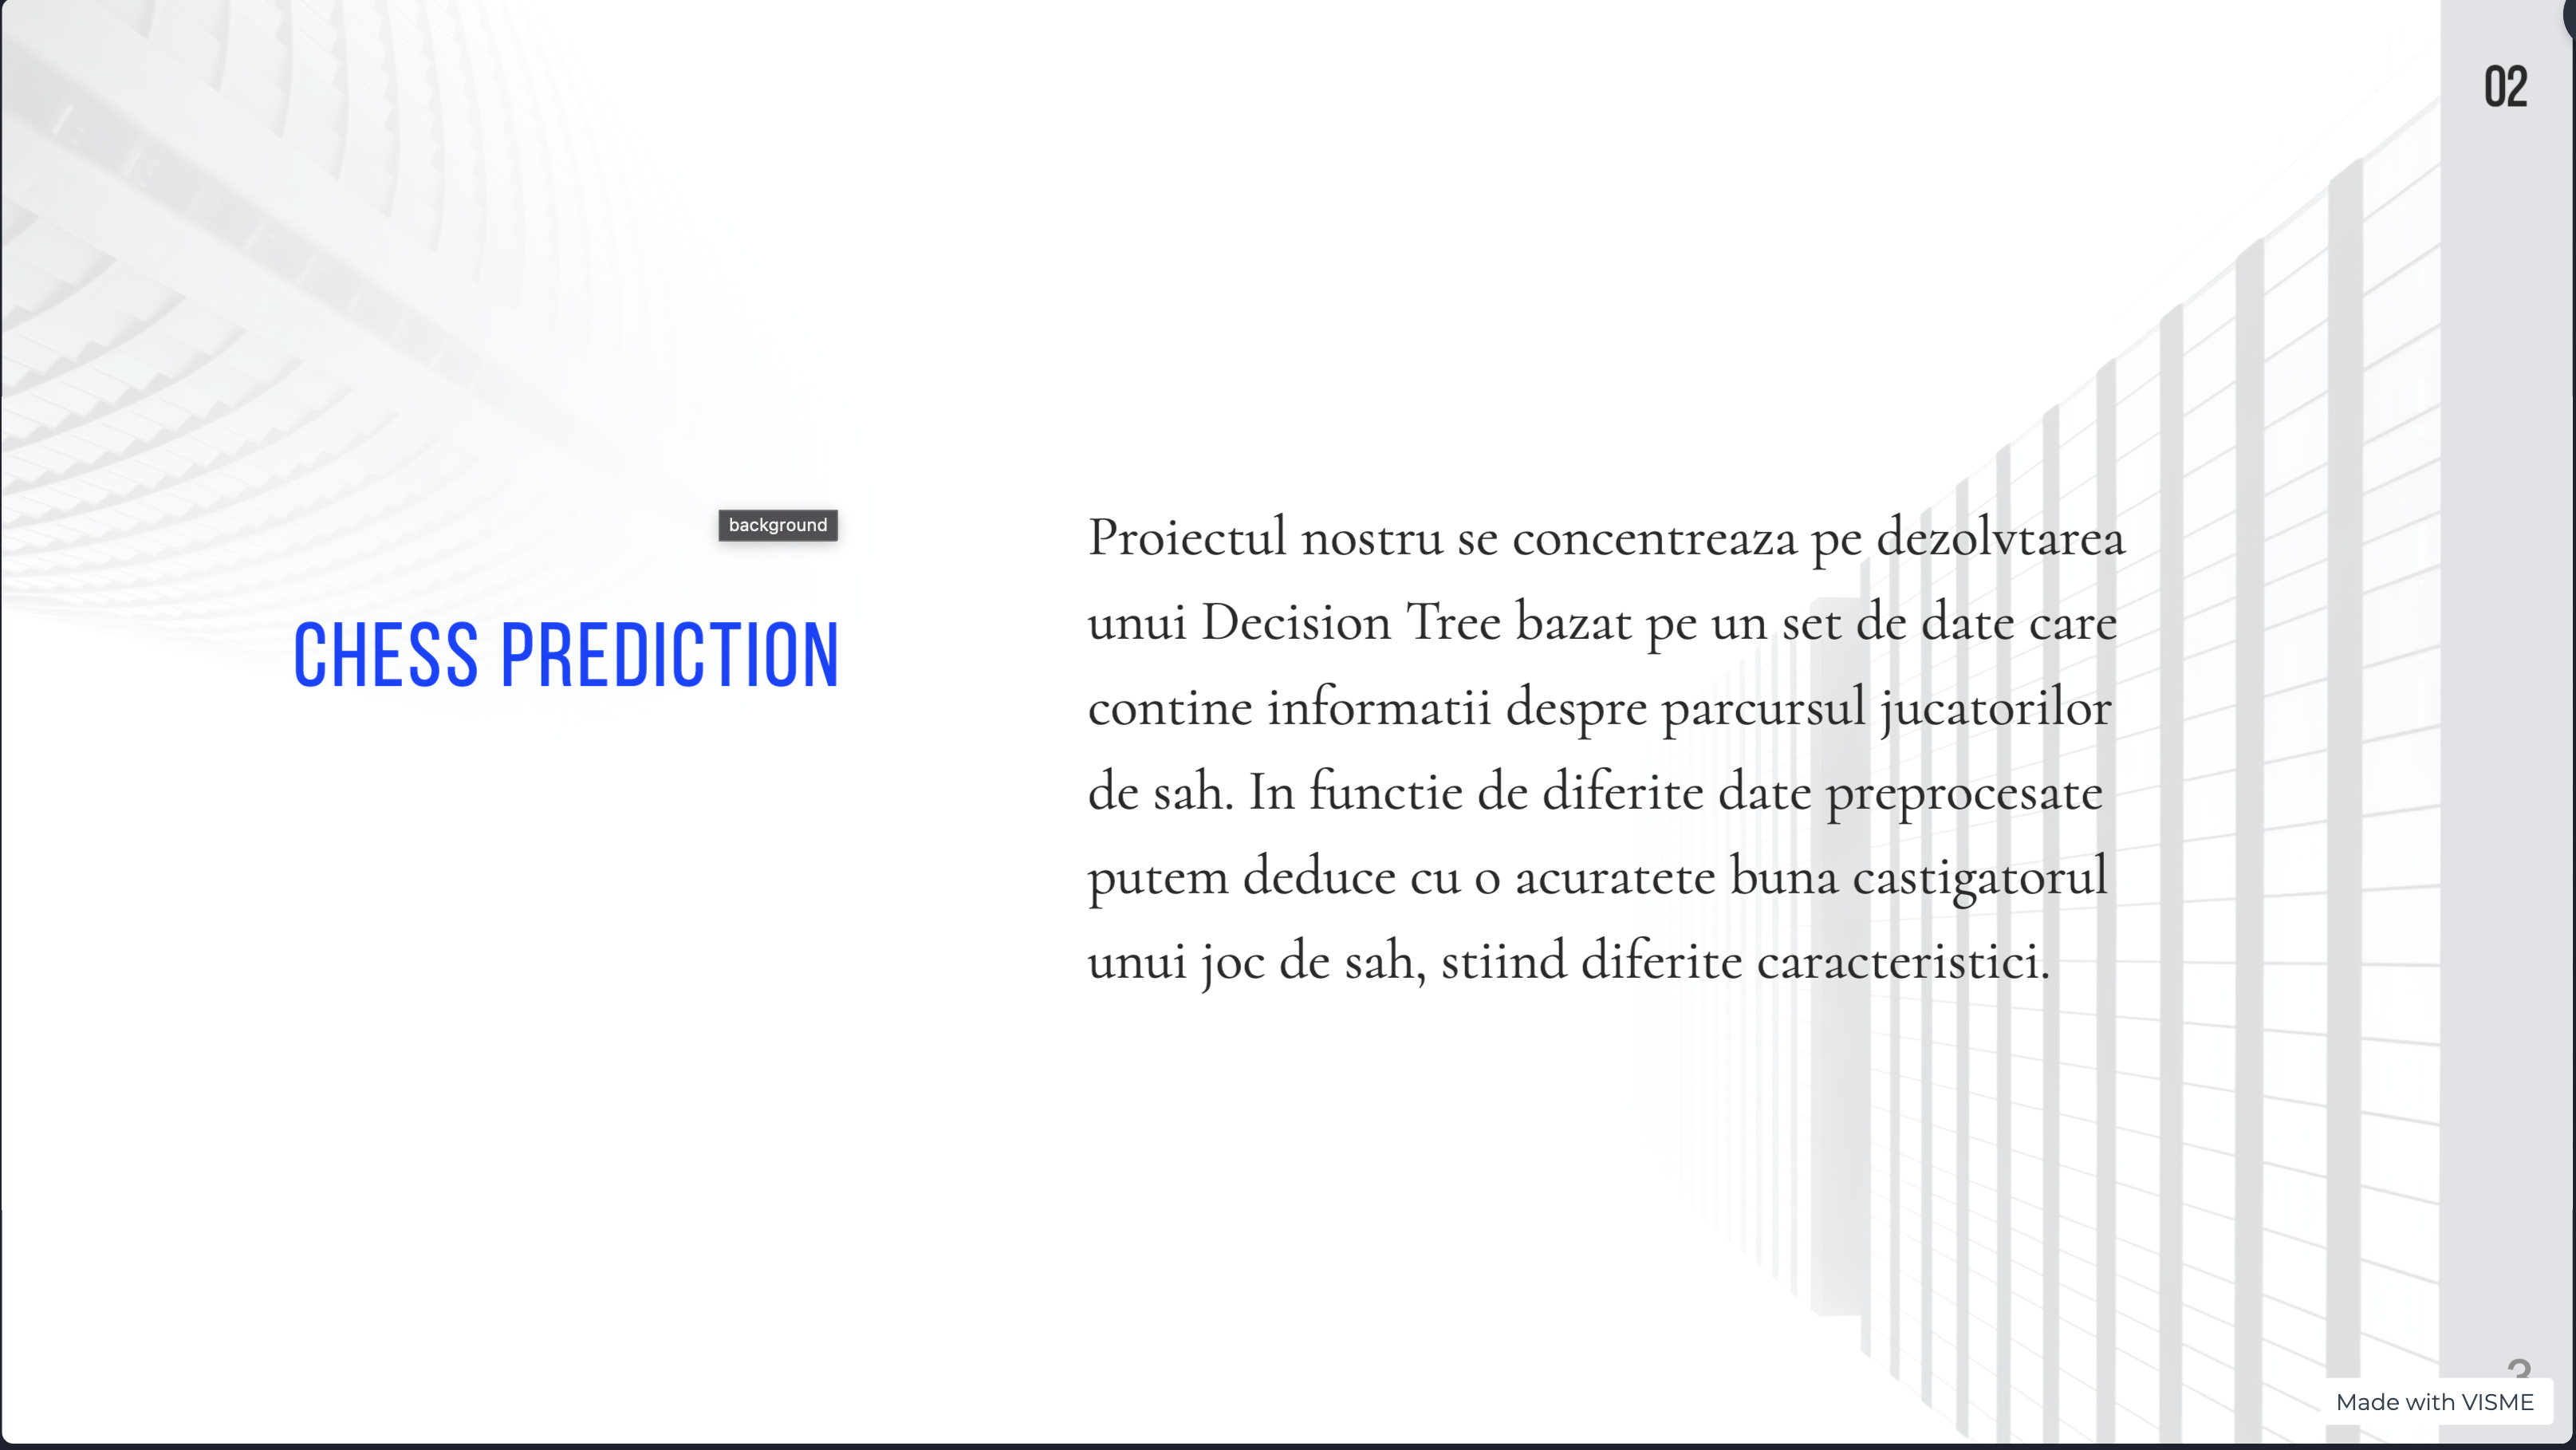 02
background
CHESS PREDICTION
Proiectul nostru se concentreaza pe dezolvtarea
unui Decision Tree bazat pe un set de date care
contine informatii despre parcursul jucatorilor
de sah. In functie de diferite date preprocesate
putem deduce cu o acuratete buna castigatorul
unui joc de sah, stiind diferite caracteristici.
3
Made with VISME